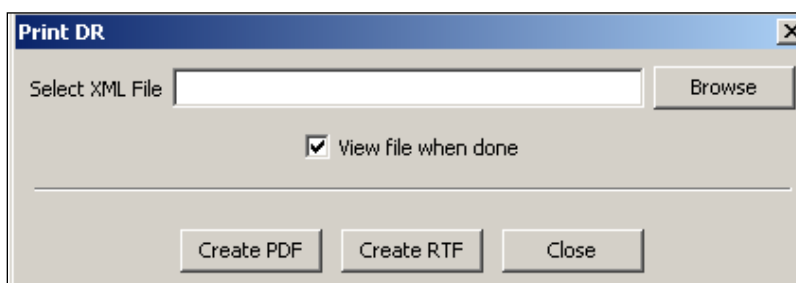 Print DR
Select XML File Browse
View file when done
Create PDF Create RTF Close